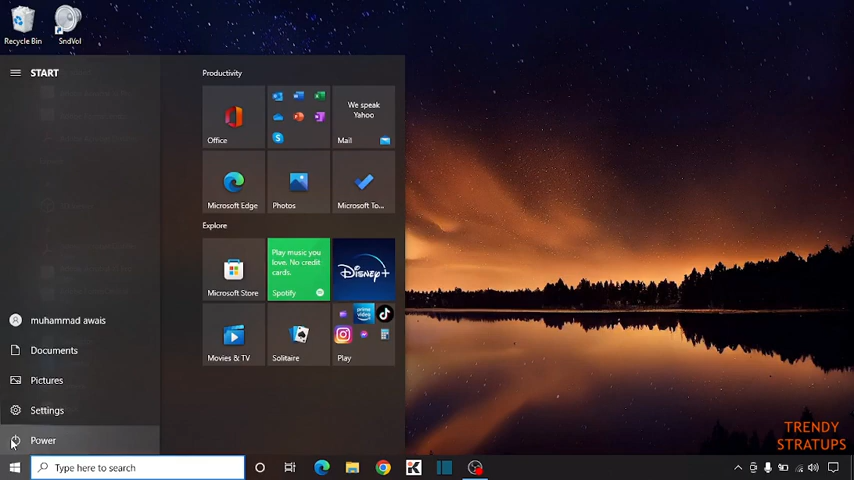 Recycle Bin
SndVol
START
Productivity
Office
We speak
Yahoo
Mail
Microsoft Edge
Photos
Microsoft To...
Explore
Microsoft Store
Play music you
love. No credit
cards.
Spotify
Disney+
Movies & TV
Solitaire
prime
video
Play
muhammad awais
Documents
Pictures
Settings
Power
Type here to search
TRENDY
STRATUPS